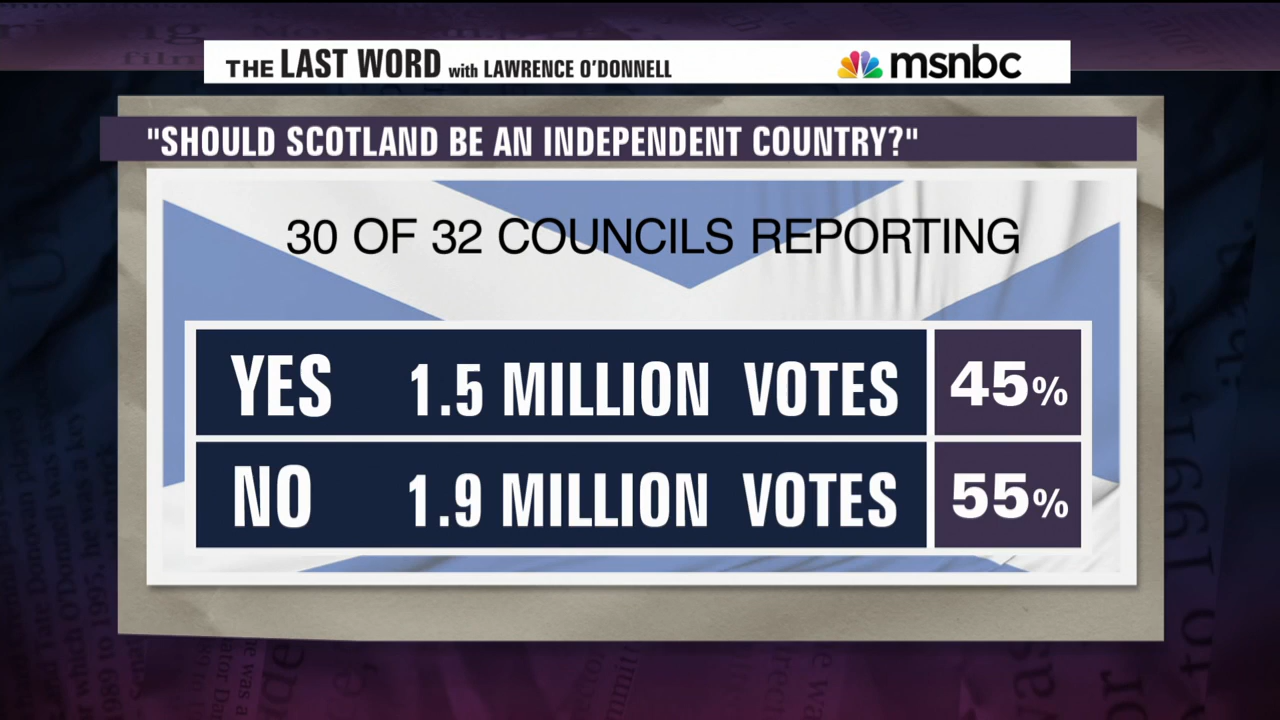 THE LAST WORD with LAWRENCE O'DONNELL
msnbc
"SHOULD SCOTLAND BE AN INDEPENDENT COUNTRY?"
30 OF 32 COUNCILS REPORTING
YES 1.5 MILLION VOTES 45%
NO 1.9 MILLION VOTES 55%